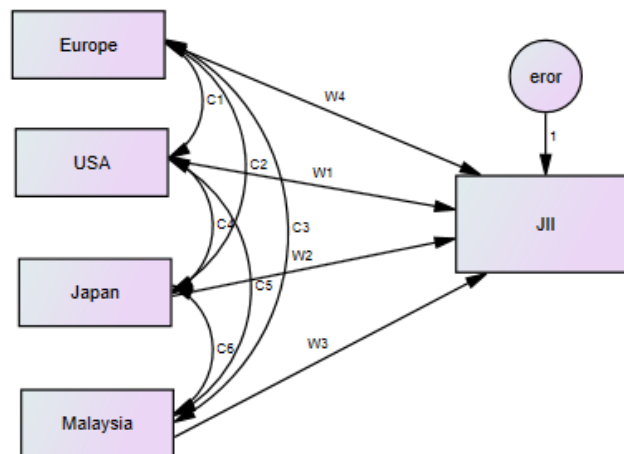 Europe
eror
C1
W4
1
USA
C2
W1
C4
C3
JII
W2
Japan
C5
C6
W3
Malaysia